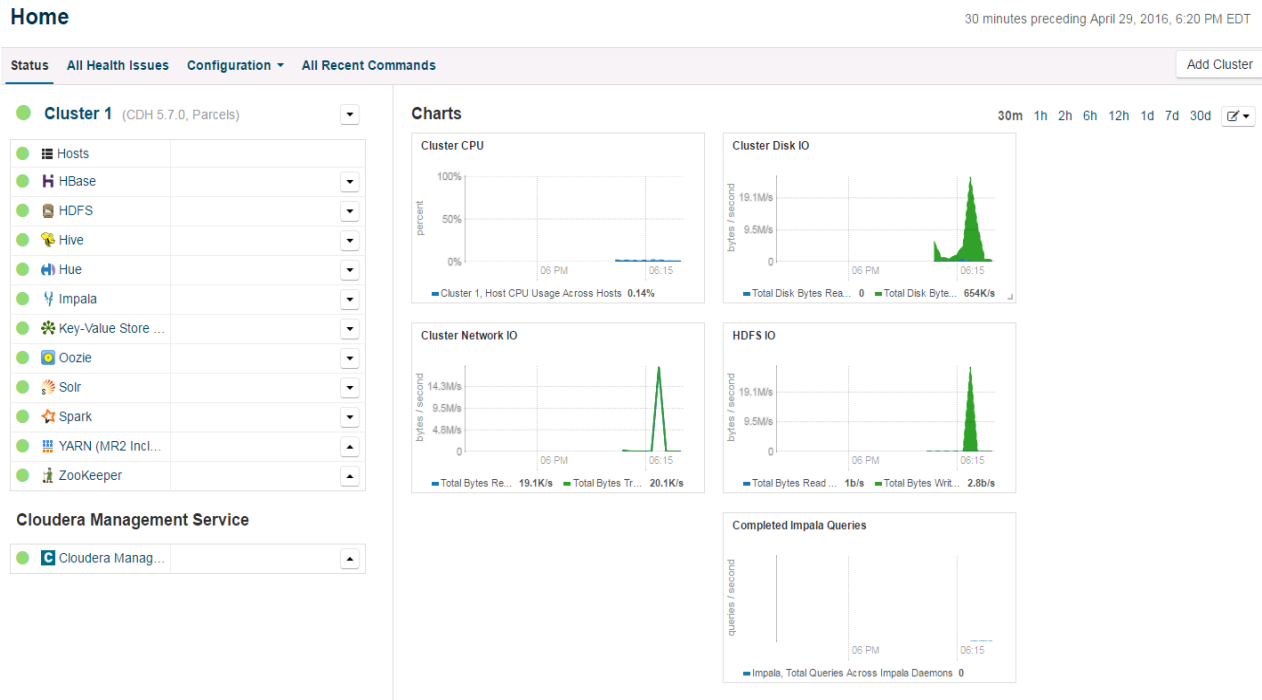 Home
30 minutes preceding April 29, 2016, 6:20 PM EDT
Status All Health Issues Configuration All Recent Commands Add Cluster
Cluster 1 (CDH 5.7.0, Parcels)
Hosts
HBase
HDFS
Hive
Hue
Impala
Key-Value Store ...
Oozie
Solr
Spark
YARN (MR2 Incl...
ZooKeeper
Cloudera Management Service
C Cloudera Manag...
Charts
30m 1h 2h 6h 12h 1d 7d 30d
Cluster CPU
percent
100%
50%
0%
06 PM 06:15
Cluster 1, Host CPU Usage Across Hosts 0.14%
Cluster Disk IO
bytes / second
19.1M/s
9.5M/s
0
06 PM 06:15
Total Disk Bytes Rea... 0 Total Disk Byte... 654K/s
Cluster Network IO
bytes / second
14.3M/s
9.5M/s
4.8M/s
0
06 PM 06:15
Total Bytes Re... 19.1K/s Total Bytes Tr... 20.1K/s
HDFS IO
bytes / second
19.1M/s
9.5M/s
0
06 PM 06:15
Total Bytes Read ... 1b/s Total Bytes Writ... 2.8b/s
Completed Impala Queries
queries / second
06 PM 06:15
Impala, Total Queries Across Impala Daemons 0